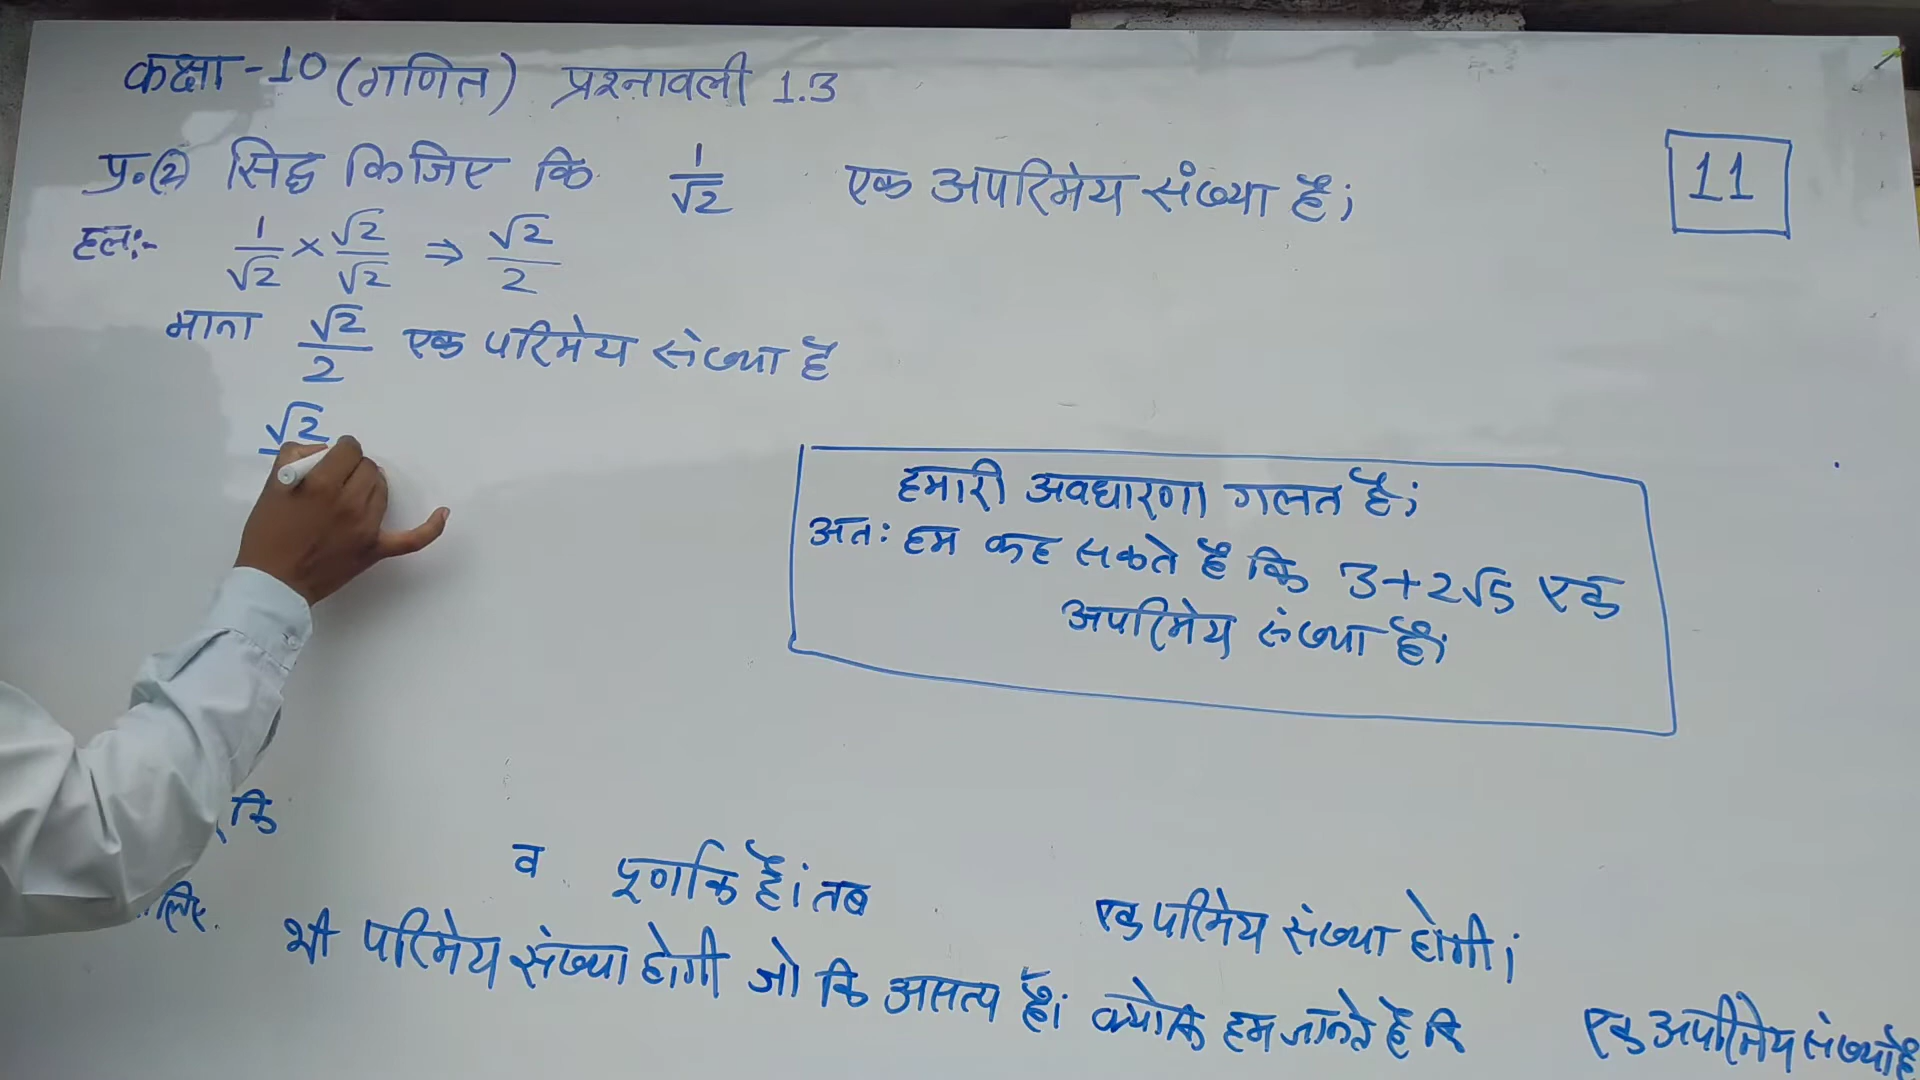 कक्षा -10 (गणित) प्रश्नावली 1.3
11
प्र.(2) सिद्ध किजिए कि 1/√2 एक अपरिमेय संख्या है;
हल:- 1/√2 × √2/√2 ⇒ √2/2
माना √2/2 एक परिमेय संख्या है
√2
हमारी अवधारणा गलत है;
अतः हम कह सकते है कि 3+2√5 एक
अपरिमेय संख्या है।
कि
व पूर्णांक है। तब एक परिमेय संख्या होगी।
लिए. भी परिमेय संख्या होगी जो कि असत्य है। क्योकि हम जानते है कि एक अपरिमेय संख्या है